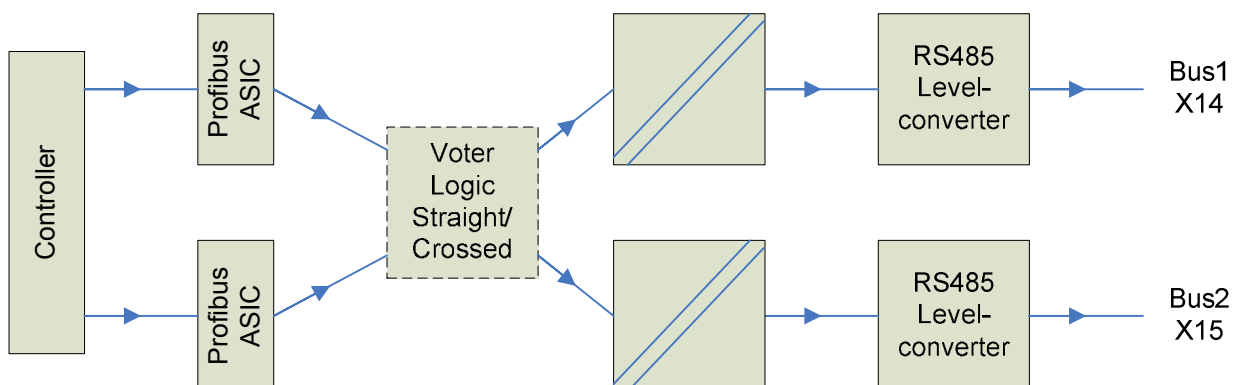 Controller
Profibus
ASIC
Profibus
ASIC
Voter
Logic
Straight/
Crossed
RS485
Level-
converter
Bus1
X14
RS485
Level-
converter
Bus2
X15